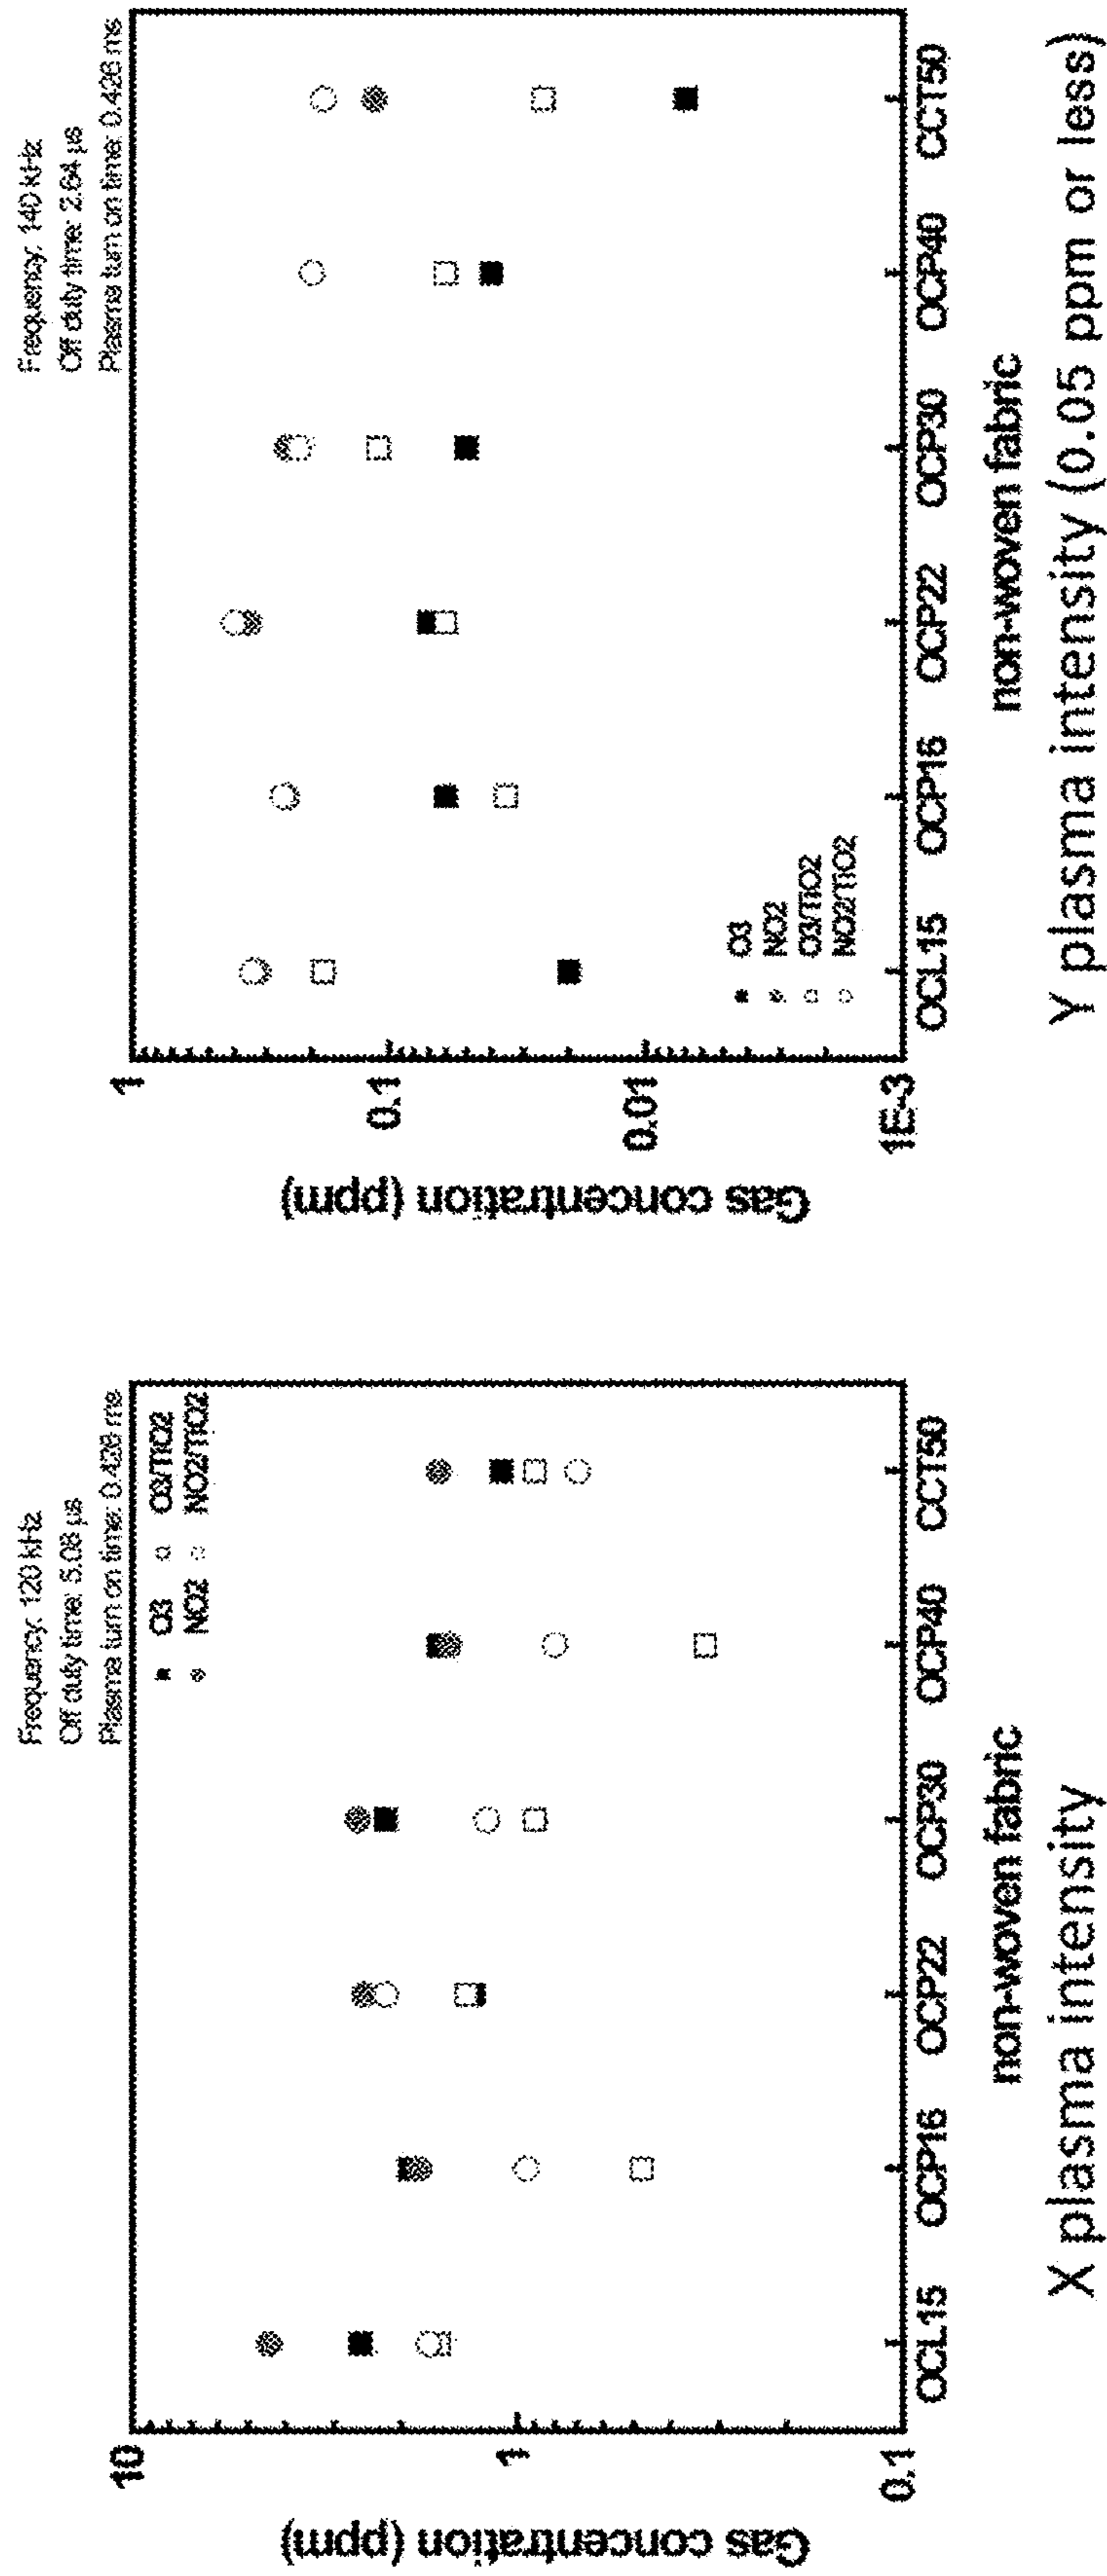 Frequency: 120 kHz
Off duty time: 5.08 µs
Plasma turn on time: 0.426 ms
10
1
0.1
Gas concentration (ppm)
O3
O3/TiO2
NO2
NO2/TiO2
OCL15 OCP16 OCP22 OCP30 OCP40 CCT50
non-woven fabric
X plasma intensity
Frequency: 140 kHz
Off duty time: 2.64 µs
Plasma turn on time: 0.426 ms
1
0.1
0.01
1E-3
Gas concentration (ppm)
O3
NO2
O3/TiO2
NO2/TiO2
OCL15 OCP16 OCP22 OCP30 OCP40 CCT50
non-woven fabric
Y plasma intensity (0.05 ppm or less)